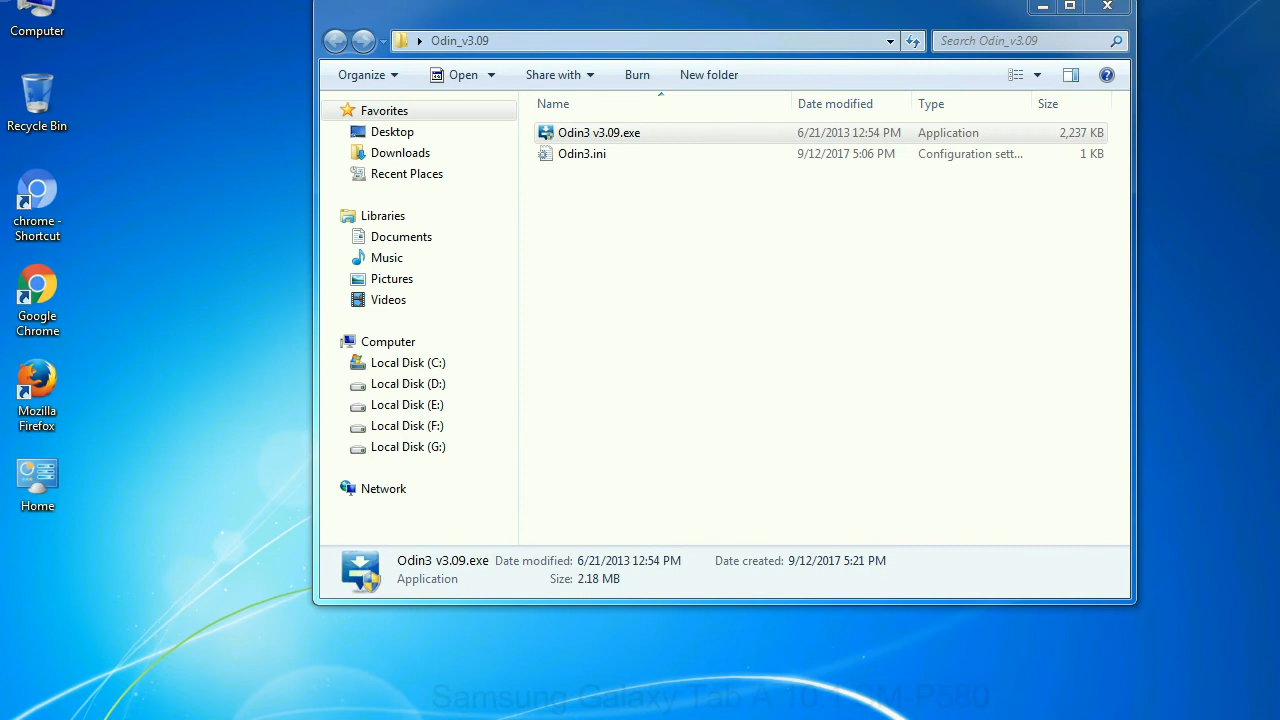 Computer
Recycle Bin
chrome -
Shortcut
Google
Chrome
Mozilla
Firefox
Home
Odin_v3.09
Search Odin_v3.09
Organize
Open
Share with
Burn
New folder
Favorites
Desktop
Downloads
Recent Places
Libraries
Documents
Music
Pictures
Videos
Computer
Local Disk (C:)
Local Disk (D:)
Local Disk (E:)
Local Disk (F:)
Local Disk (G:)
Network
Name Date modified Type Size
Odin3 v3.09.exe 6/21/2013 12:54 PM Application 2,237 KB
Odin3.ini 9/12/2017 5:06 PM Configuration sett... 1 KB
Odin3 v3.09.exe Date modified: 6/21/2013 12:54 PM Date created: 9/12/2017 5:21 PM
Application Size: 2.18 MB
Samsung Galaxy Tab A 10.1 SM-P580